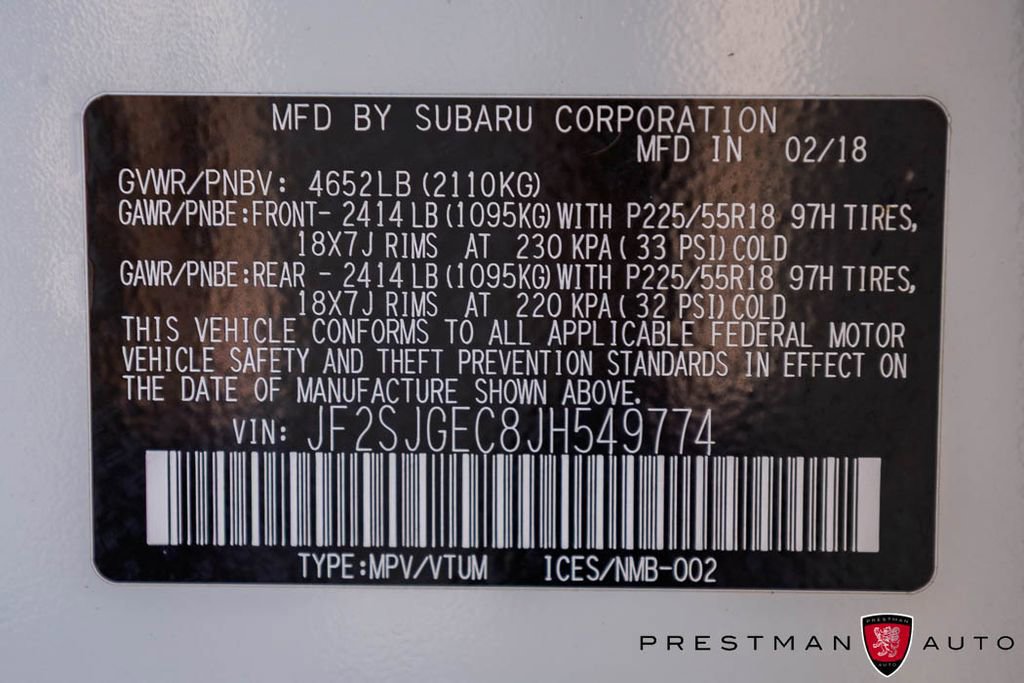 MFD BY SUBARU CORPORATION
MFD IN 02/18
GVWR/PNBV: 4652LB (2110KG)
GAWR/PNBE:FRONT- 2414 LB (1095KG) WITH P225/55R18 97H TIRES,
18X7J RIMS AT 230 KPA ( 33 PSI) COLD
GAWR/PNBE:REAR - 2414 LB (1095KG) WITH P225/55R18 97H TIRES,
18X7J RIMS AT 220 KPA ( 32 PSI) COLD
THIS VEHICLE CONFORMS TO ALL APPLICABLE FEDERAL MOTOR
VEHICLE SAFETY AND THEFT PREVENTION STANDARDS IN EFFECT ON
THE DATE OF MANUFACTURE SHOWN ABOVE.
VIN: JF2SJGEC8JH549774
TYPE:MPV/VTUM ICES/NMB-002
PRESTMAN AUTO
PRESTMAN
AUTO